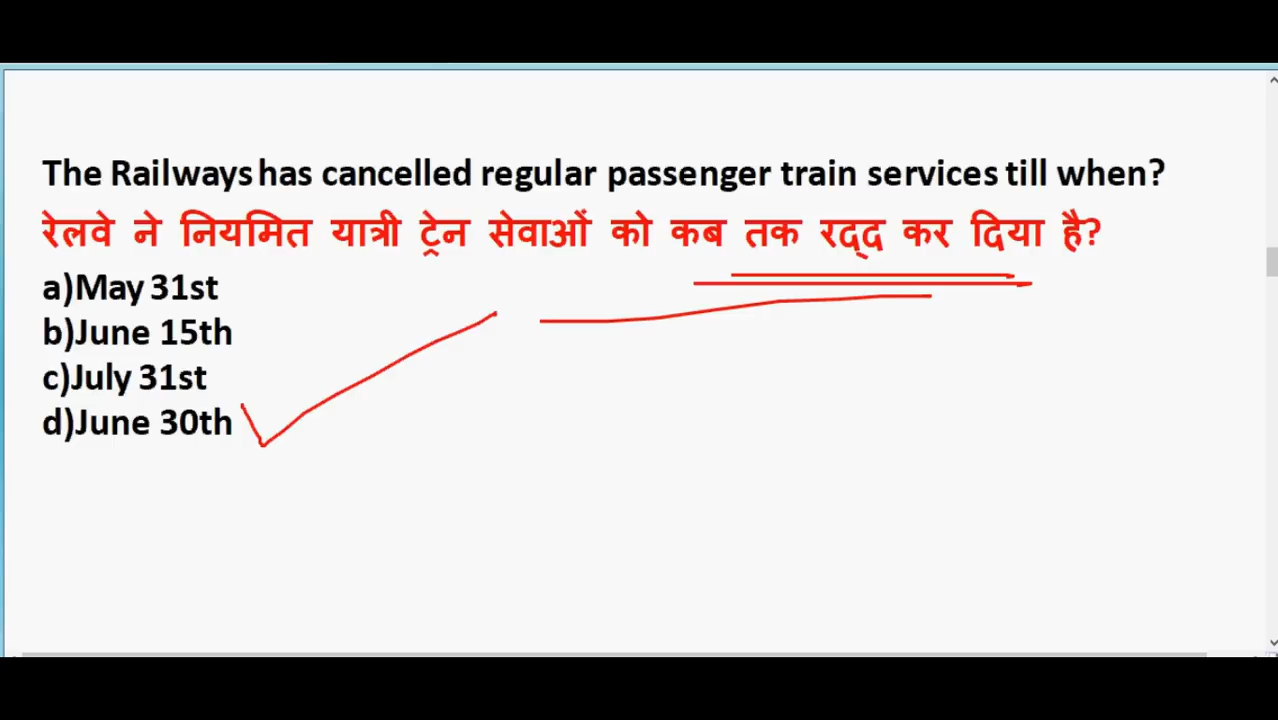 The Railways has cancelled regular passenger train services till when?
रेलवे ने नियमित यात्री ट्रेन सेवाओं को कब तक रद्द कर दिया है?
a)May 31st
b)June 15th
c)July 31st
d)June 30th